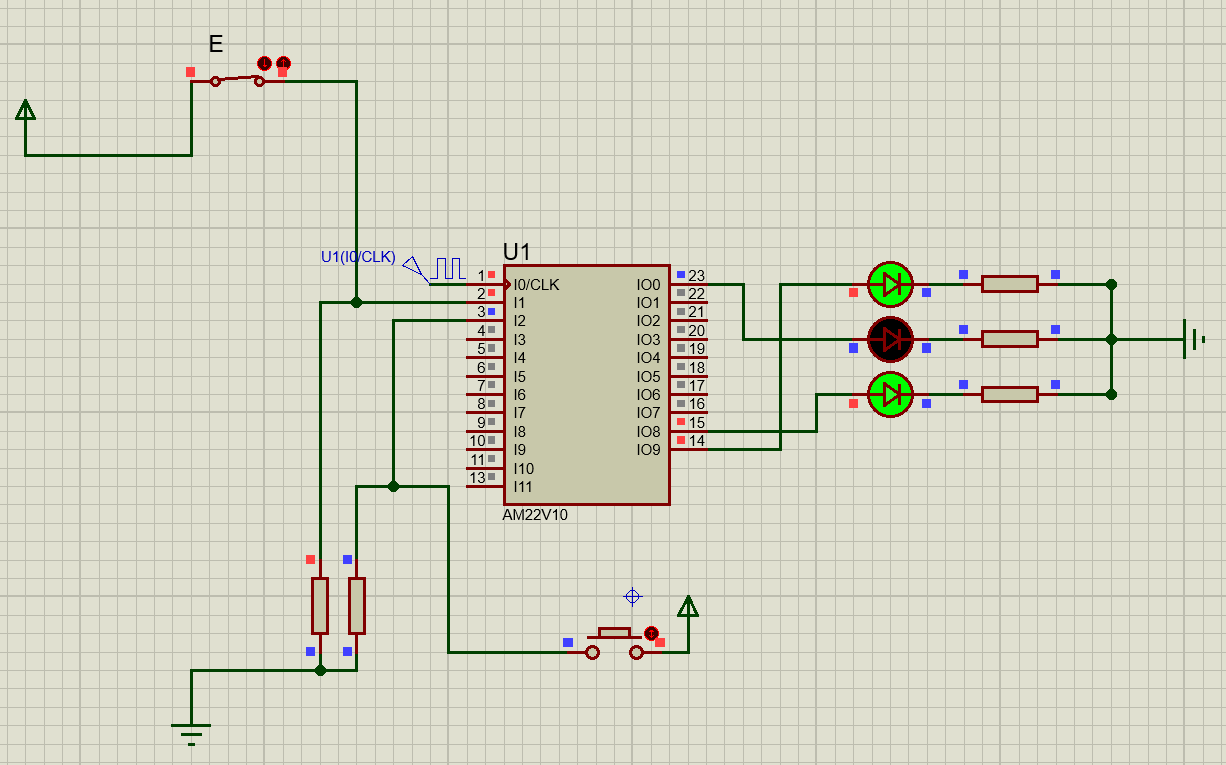 E
U1(I0/CLK)
U1
1 I0/CLK IO0 23
2 I1 IO1 22
3 I2 IO2 21
4 I3 IO3 20
5 I4 IO4 19
6 I5 IO5 18
7 I6 IO6 17
8 I7 IO7 16
9 I8 IO8 15
10 I9 IO9 14
11 I10
13 I11
AM22V10